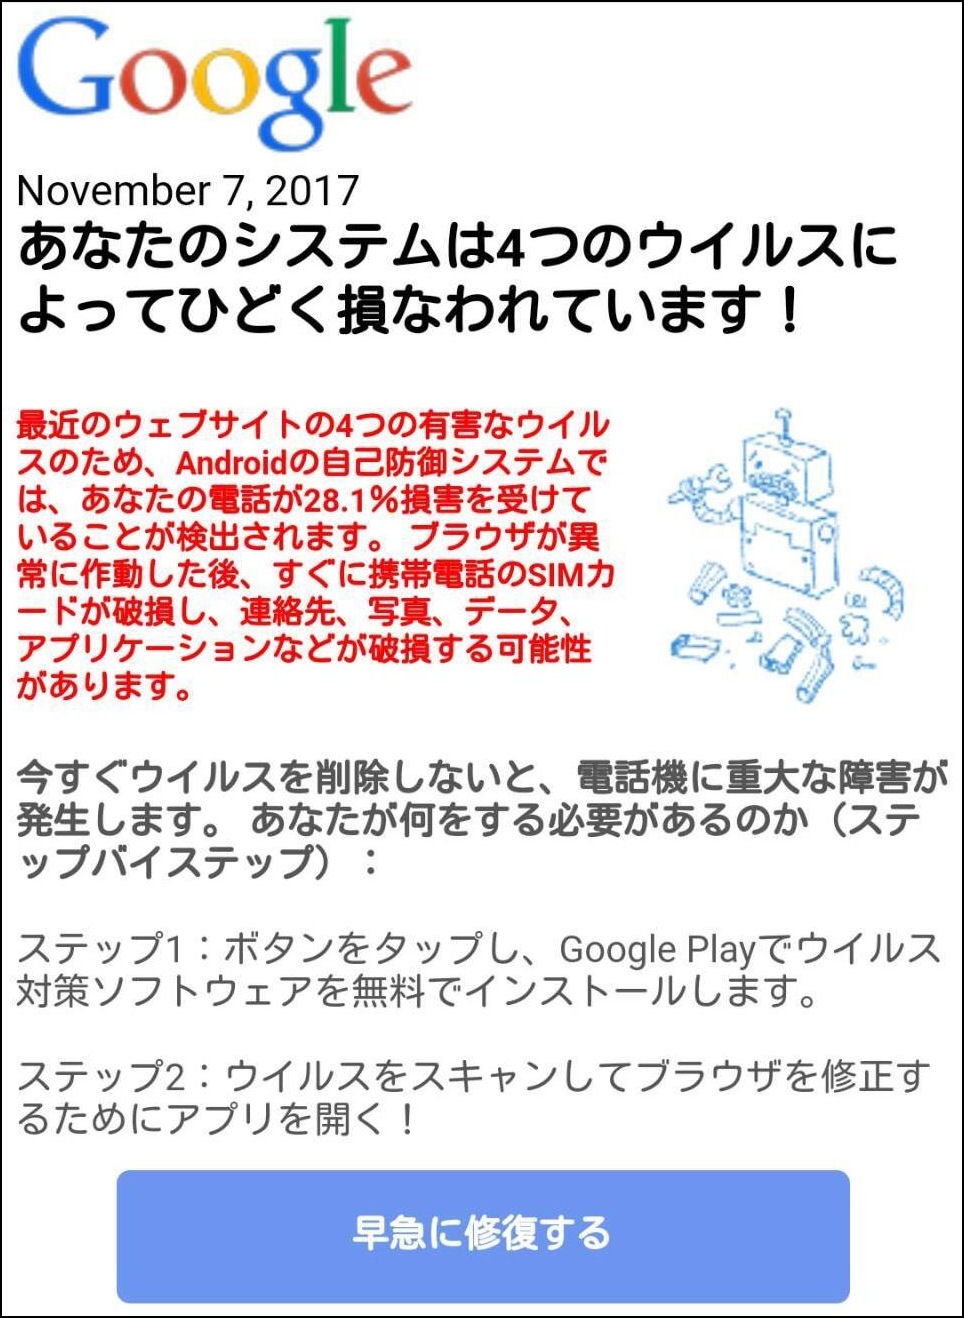 Google
November 7, 2017
あなたのシステムは4つのウイルスに
よってひどく損なわれています！
最近のウェブサイトの4つの有害なウイル
スのため、Androidの自己防御システムで
は、あなたの電話が28.1％損害を受けて
いることが検出されます。 ブラウザが異
常に作動した後、すぐに携帯電話のSIMカ
ードが破損し、連絡先、写真、データ、
アプリケーションなどが破損する可能性
があります。
今すぐウイルスを削除しないと、電話機に重大な障害が
発生します。 あなたが何をする必要があるのか（ステ
ップバイステップ）：
ステップ1：ボタンをタップし、Google Playでウイルス
対策ソフトウェアを無料でインストールします。
ステップ2：ウイルスをスキャンしてブラウザを修正す
るためにアプリを開く！
早急に修復する